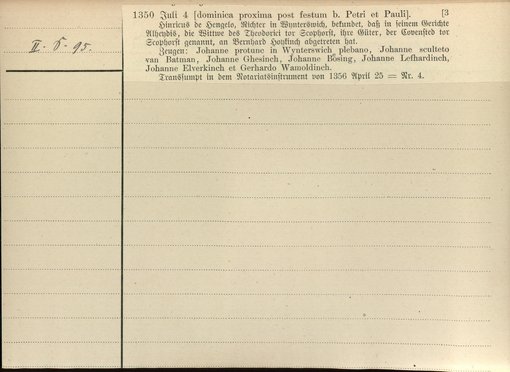 1350 Juli 4 [dominica proxima post festum b. Petri et Pauli]. [3
Hinricus de Hengelo, Richter in Wynterswich, bekundet, daß in seinem Gerichte
Alheydis, die Wittwe des Theodorici tor Scophorst, ihre Güter, der Covensted tor
Scophorst genannt, an Bernhard Hoykinch abgetreten hat.
Zeugen: Johanne protunc in Wynterswich plebano, Johanne sculteto
van Batman, Johanne Ghesinch, Johanne Bösing, Johanne Lefhardinch,
Johanne Elverkinch et Gerhardo Wamoldinch.
Transsumpt in dem Notariatsinstrument von 1356 April 25 = Nr. 4.
II. 95.